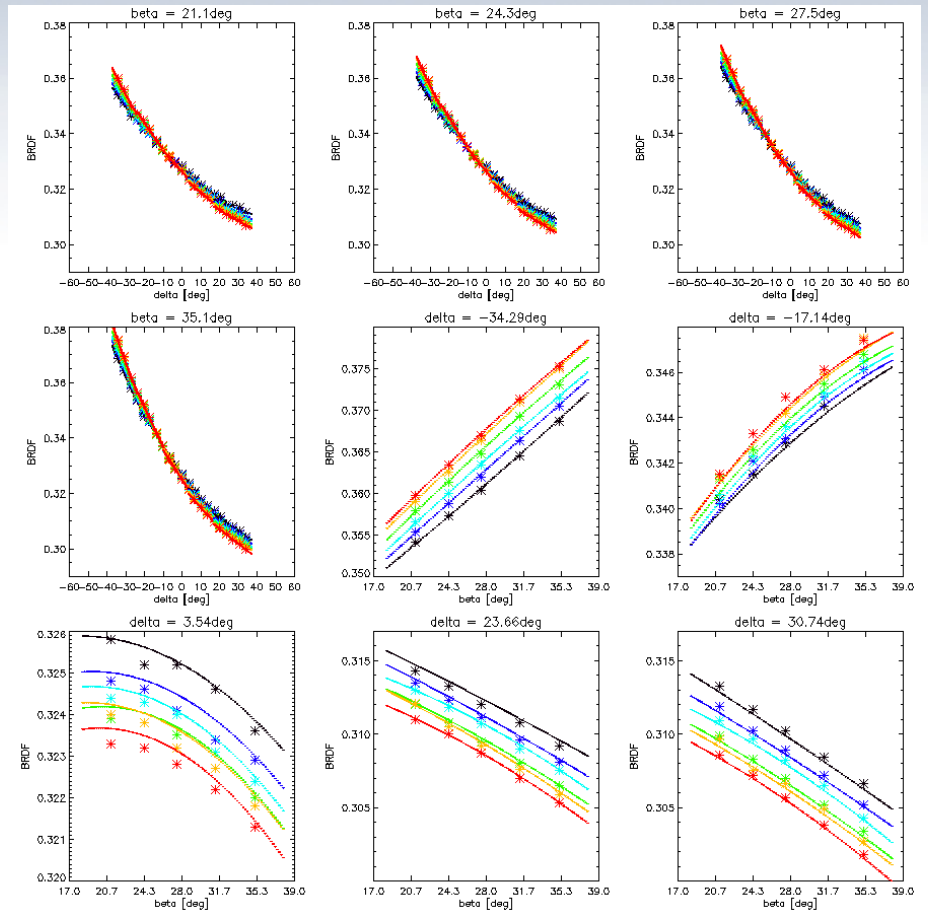 beta = 21.1deg
0.38
0.36
0.34
0.32
0.30
BRDF
−60−50−40−30−20−10 0 10 20 30 40 50 60
delta [deg]
beta = 24.3deg
0.38
0.36
0.34
0.32
0.30
BRDF
−60−50−40−30−20−10 0 10 20 30 40 50 60
delta [deg]
beta = 27.5deg
0.38
0.36
0.34
0.32
0.30
BRDF
−60−50−40−30−20−10 0 10 20 30 40 50 60
delta [deg]
beta = 35.1deg
0.38
0.36
0.34
0.32
0.30
BRDF
−60−50−40−30−20−10 0 10 20 30 40 50 60
delta [deg]
delta = −34.29deg
0.375
0.370
0.365
0.360
0.355
0.350
BRDF
17.0 20.7 24.3 28.0 31.7 35.3 39.0
beta [deg]
delta = −17.14deg
0.346
0.344
0.342
0.340
0.338
BRDF
17.0 20.7 24.3 28.0 31.7 35.3 39.0
beta [deg]
delta = 3.54deg
0.326
0.325
0.324
0.323
0.322
0.321
0.320
BRDF
17.0 20.7 24.3 28.0 31.7 35.3 39.0
beta [deg]
delta = 23.66deg
0.315
0.310
0.305
BRDF
17.0 20.7 24.3 28.0 31.7 35.3 39.0
beta [deg]
delta = 30.74deg
0.315
0.310
0.305
BRDF
17.0 20.7 24.3 28.0 31.7 35.3 39.0
beta [deg]